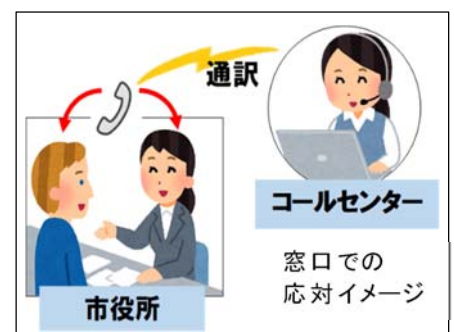 通訳
コールセンター
窓口での
応対イメージ
市役所